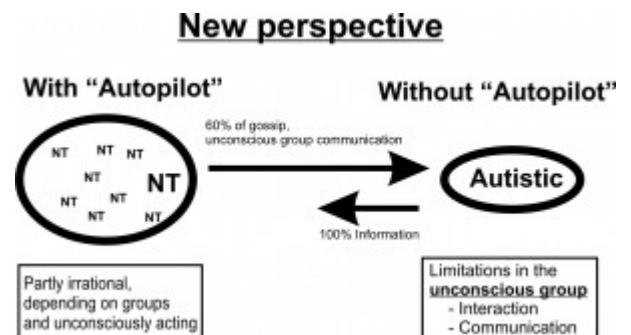 New perspective
With "Autopilot"
Without "Autopilot"
60% of gossip,
unconscious group communication
NT
NT NT
NT
NT
NT
NT
NT
NT
Autistic
100% Information
Partly irrational,
depending on groups
and unconsciously acting
Limitations in the
unconscious group
- Interaction
- Communication